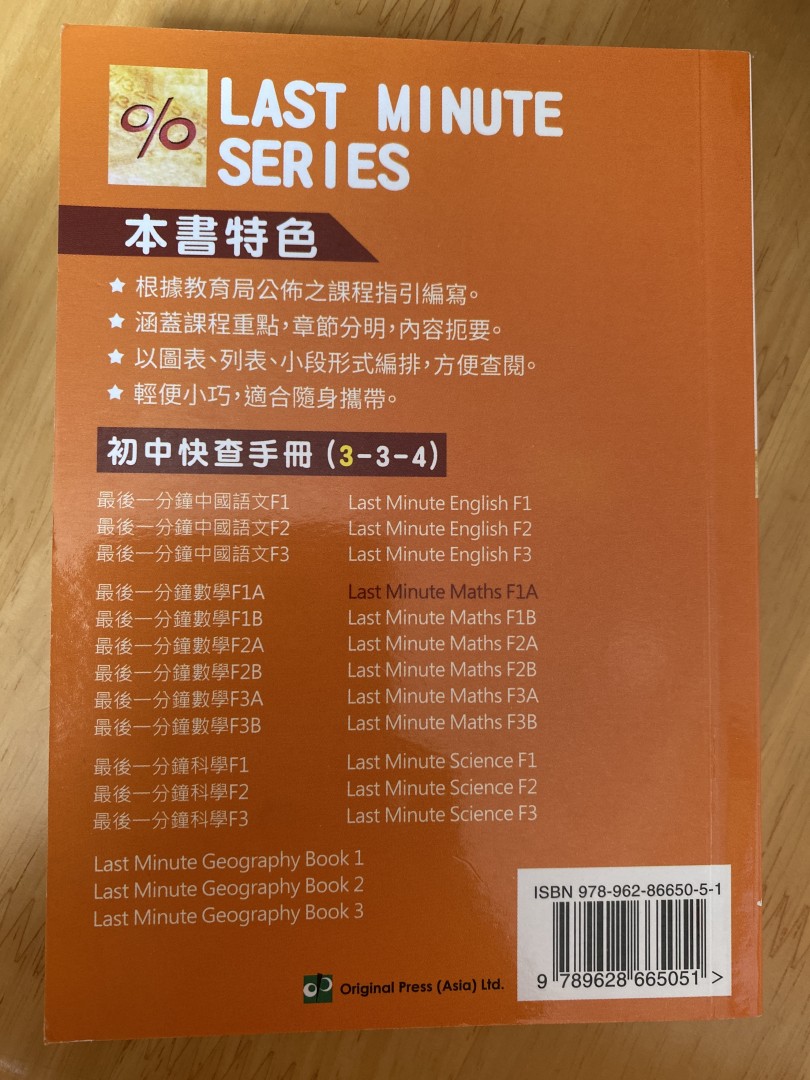 %
LAST MINUTE
SERIES
本書特色
★ 根據教育局公佈之課程指引編寫。
★ 涵蓋課程重點，章節分明，內容扼要。
★ 以圖表、列表、小段形式編排，方便查閱。
★ 輕便小巧，適合隨身攜帶。
初中快查手冊 (3-3-4)
最後一分鐘中國語文F1 Last Minute English F1
最後一分鐘中國語文F2 Last Minute English F2
最後一分鐘中國語文F3 Last Minute English F3
最後一分鐘數學F1A Last Minute Maths F1A
最後一分鐘數學F1B Last Minute Maths F1B
最後一分鐘數學F2A Last Minute Maths F2A
最後一分鐘數學F2B Last Minute Maths F2B
最後一分鐘數學F3A Last Minute Maths F3A
最後一分鐘數學F3B Last Minute Maths F3B
最後一分鐘科學F1 Last Minute Science F1
最後一分鐘科學F2 Last Minute Science F2
最後一分鐘科學F3 Last Minute Science F3
Last Minute Geography Book 1
Last Minute Geography Book 2
Last Minute Geography Book 3
ISBN 978-962-86650-5-1
9 789628 665051 >
Original Press (Asia) Ltd.